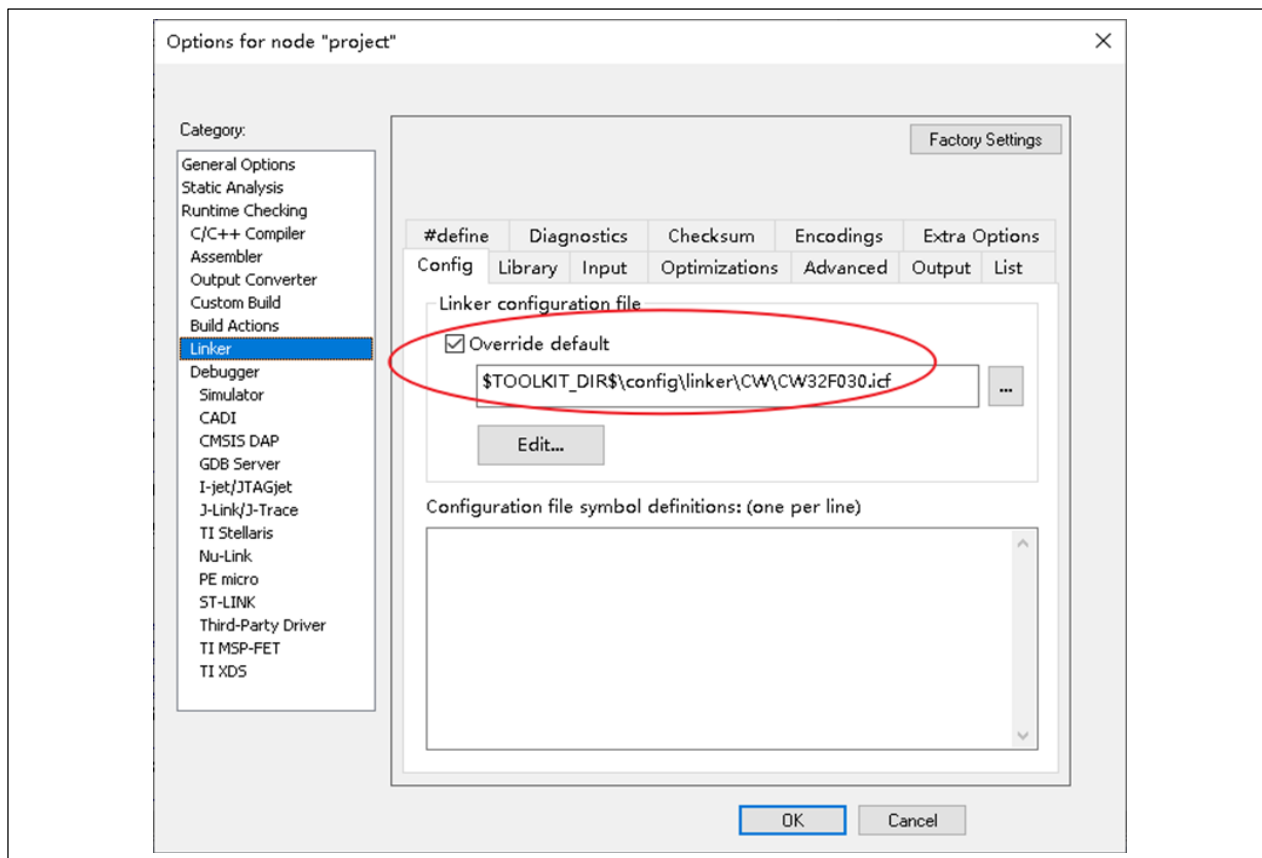 Options for node "project"
Category:
General Options
Static Analysis
Runtime Checking
C/C++ Compiler
Assembler
Output Converter
Custom Build
Build Actions
Linker
Debugger
Simulator
CADI
CMSIS DAP
GDB Server
I-jet/JTAGjet
J-Link/J-Trace
TI Stellaris
Nu-Link
PE micro
ST-LINK
Third-Party Driver
TI MSP-FET
TI XDS
Factory Settings
#define Diagnostics Checksum Encodings Extra Options
Config Library Input Optimizations Advanced Output List
Linker configuration file
Override default
$TOOLKIT_DIR$\config\linker\CW\CW32F030.icf
...
Edit...
Configuration file symbol definitions: (one per line)
OK Cancel